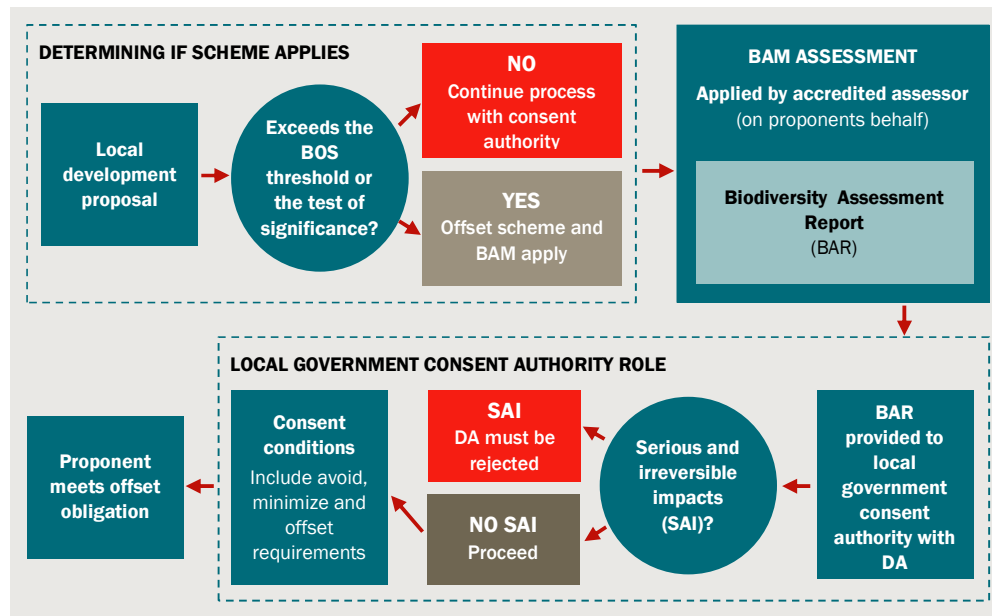 DETERMINING IF SCHEME APPLIES
Local
development
proposal
Exceeds the
BOS
threshold or
the test of
significance?
NO
Continue process
with consent
authority
YES
Offset scheme and
BAM apply
BAM ASSESSMENT
Applied by accredited assessor
(on proponents behalf)
Biodiversity Assessment
Report
(BAR)
LOCAL GOVERNMENT CONSENT AUTHORITY ROLE
BAR
provided to
local
government
consent
authority with
DA
Serious and
irreversible
impacts
(SAI)?
SAI
DA must be
rejected
NO SAI
Proceed
Consent
conditions
Include avoid,
minimize and
offset
requirements
Proponent
meets offset
obligation